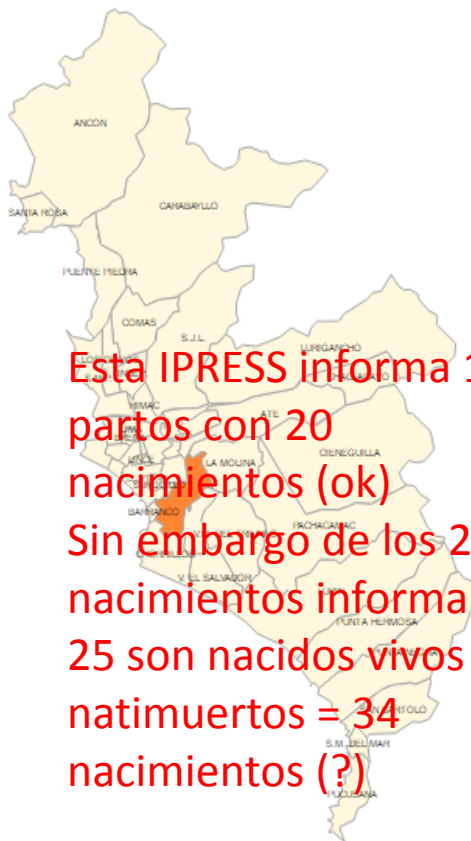 ANCON
CARABAYLLO
SANTA ROSA
PUENTE PIEDRA
COMAS
S.J.L.
LURIGANCHO
Esta IPRESS informa 1
partos con 20
ATE
CIENEGUILLA
LA MOLINA
nacimientos (ok)
BARRANCO
PACHACAMAC
Sin embargo de los 2
V. EL SALVADOR
nacimientos informa
PUNTA HERMOSA
25 son nacidos vivos
natimuertos = 34
SAN BARTOLO
S.M. DEL MAR
nacimientos (?)
PUCUSANA